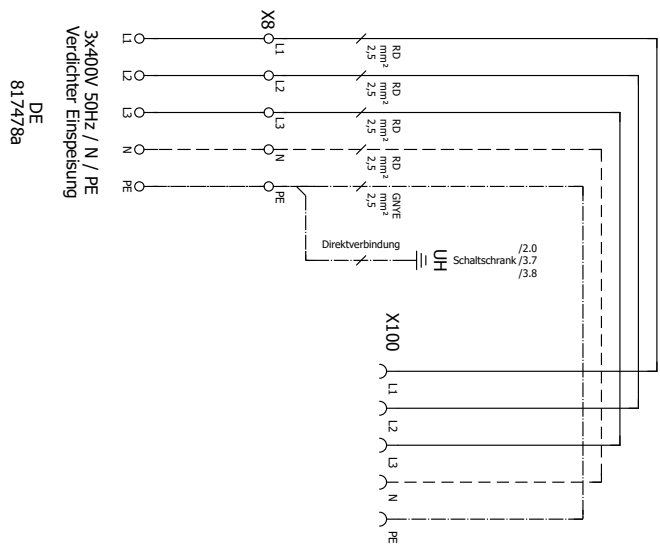 X8
L1
L1
RD
mm²
2,5
L2
L2
RD
mm²
2,5
L3
L3
RD
mm²
2,5
N
N
RD
mm²
2,5
PE
PE
GNYE
mm²
2,5
3x400V 50Hz / N / PE
Verdichter Einspeisung
DE
817478a
Direktverbindung
UH
Schaltschrank
/2.0
/3.7
/3.8
X100
L1
L2
L3
N
PE